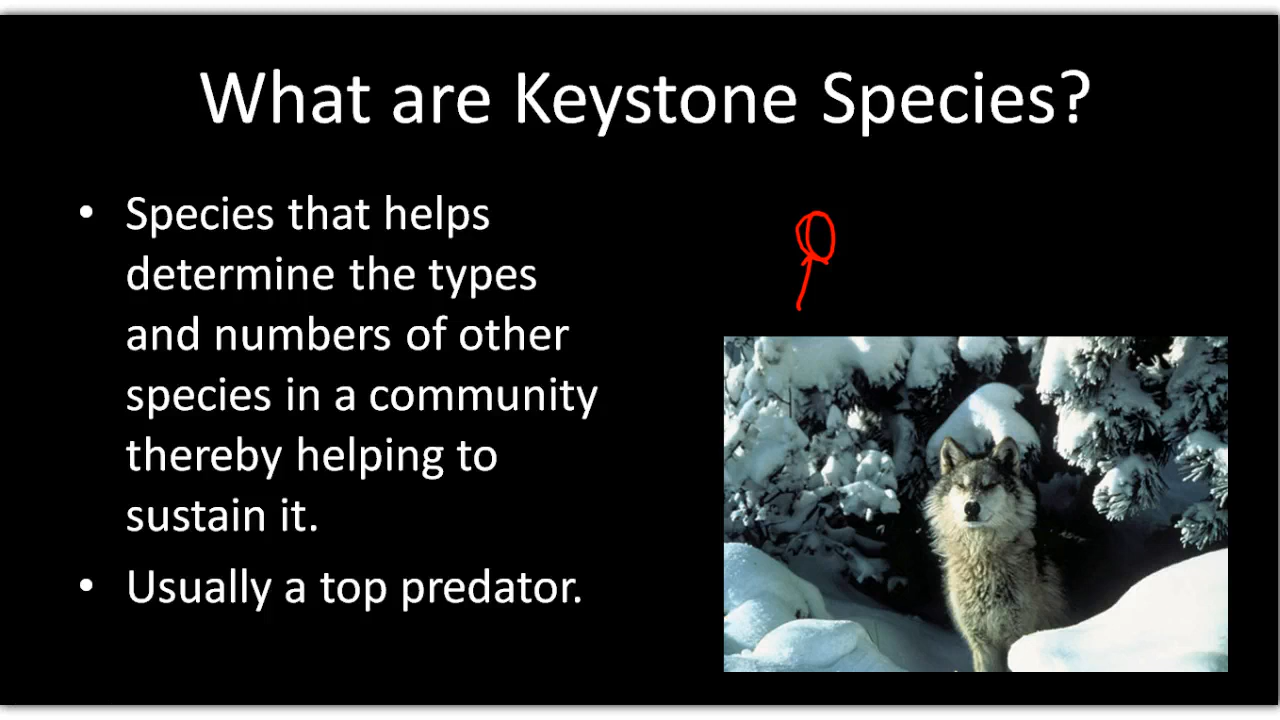 What are Keystone Species?
• Species that helps
determine the types
and numbers of other
species in a community
thereby helping to
sustain it.
• Usually a top predator.